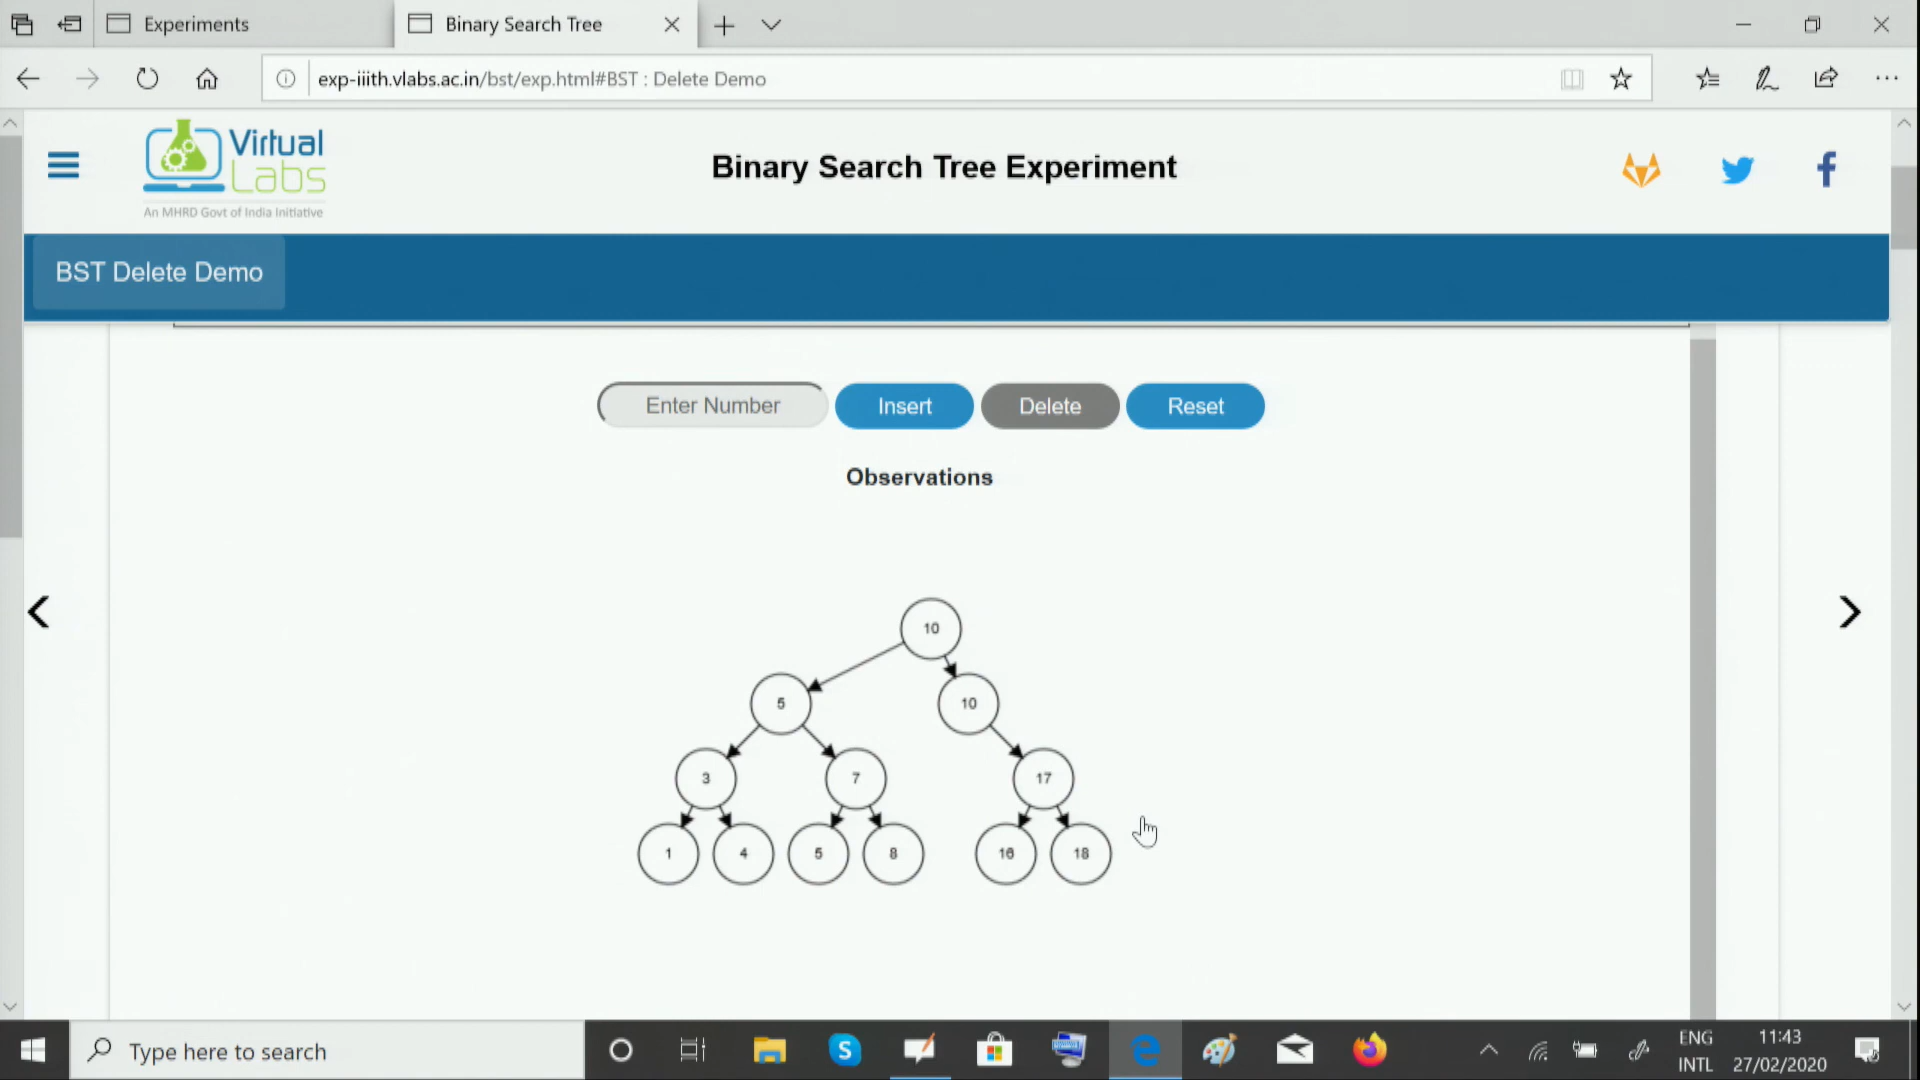 Experiments
Binary Search Tree
exp-iiith.vlabs.ac.in/bst/exp.html#BST : Delete Demo
Virtual
Labs
An MHRD Govt of India Initiative
Binary Search Tree Experiment
BST Delete Demo
Enter Number
Insert
Delete
Reset
Observations
10
5
10
3
7
17
1
4
5
8
16
18
Type here to search
ENG
INTL
11:43
27/02/2020